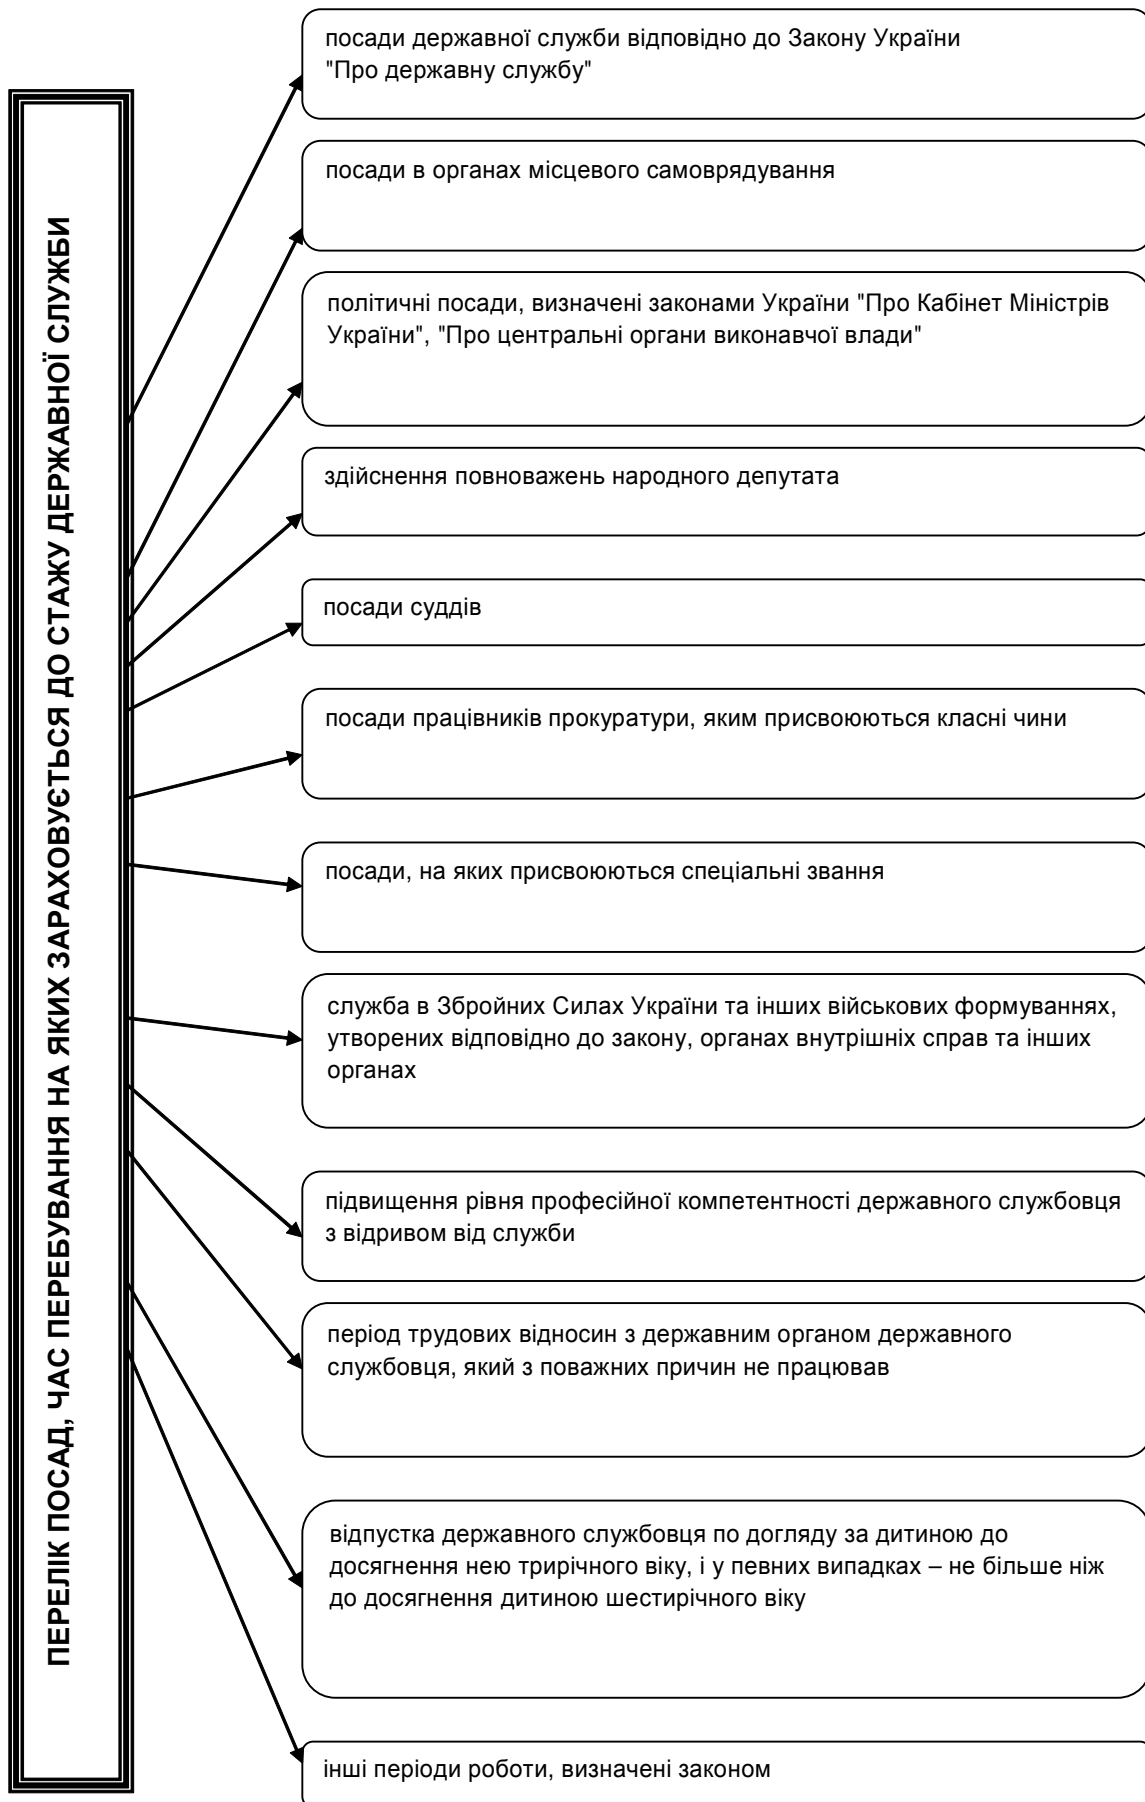 ПЕРЕЛІК ПОСАД, ЧАС ПЕРЕБУВАННЯ НА ЯКИХ ЗАРАХОВУЄТЬСЯ ДО СТАЖУ ДЕРЖАВНОЇ СЛУЖБИ
посади державної служби відповідно до Закону України
"Про державну службу"
посади в органах місцевого самоврядування
політичні посади, визначені законами України "Про Кабінет Міністрів
України", "Про центральні органи виконавчої влади"
здійснення повноважень народного депутата
посади суддів
посади працівників прокуратури, яким присвоюються класні чини
посади, на яких присвоюються спеціальні звання
служба в Збройних Силах України та інших військових формуваннях,
утворених відповідно до закону, органах внутрішніх справ та інших
органах
підвищення рівня професійної компетентності державного службовця
з відривом від служби
період трудових відносин з державним органом державного
службовця, який з поважних причин не працював
відпустка державного службовця по догляду за дитиною до
досягнення нею трирічного віку, і у певних випадках – не більше ніж
до досягнення дитиною шестирічного віку
інші періоди роботи, визначені законом